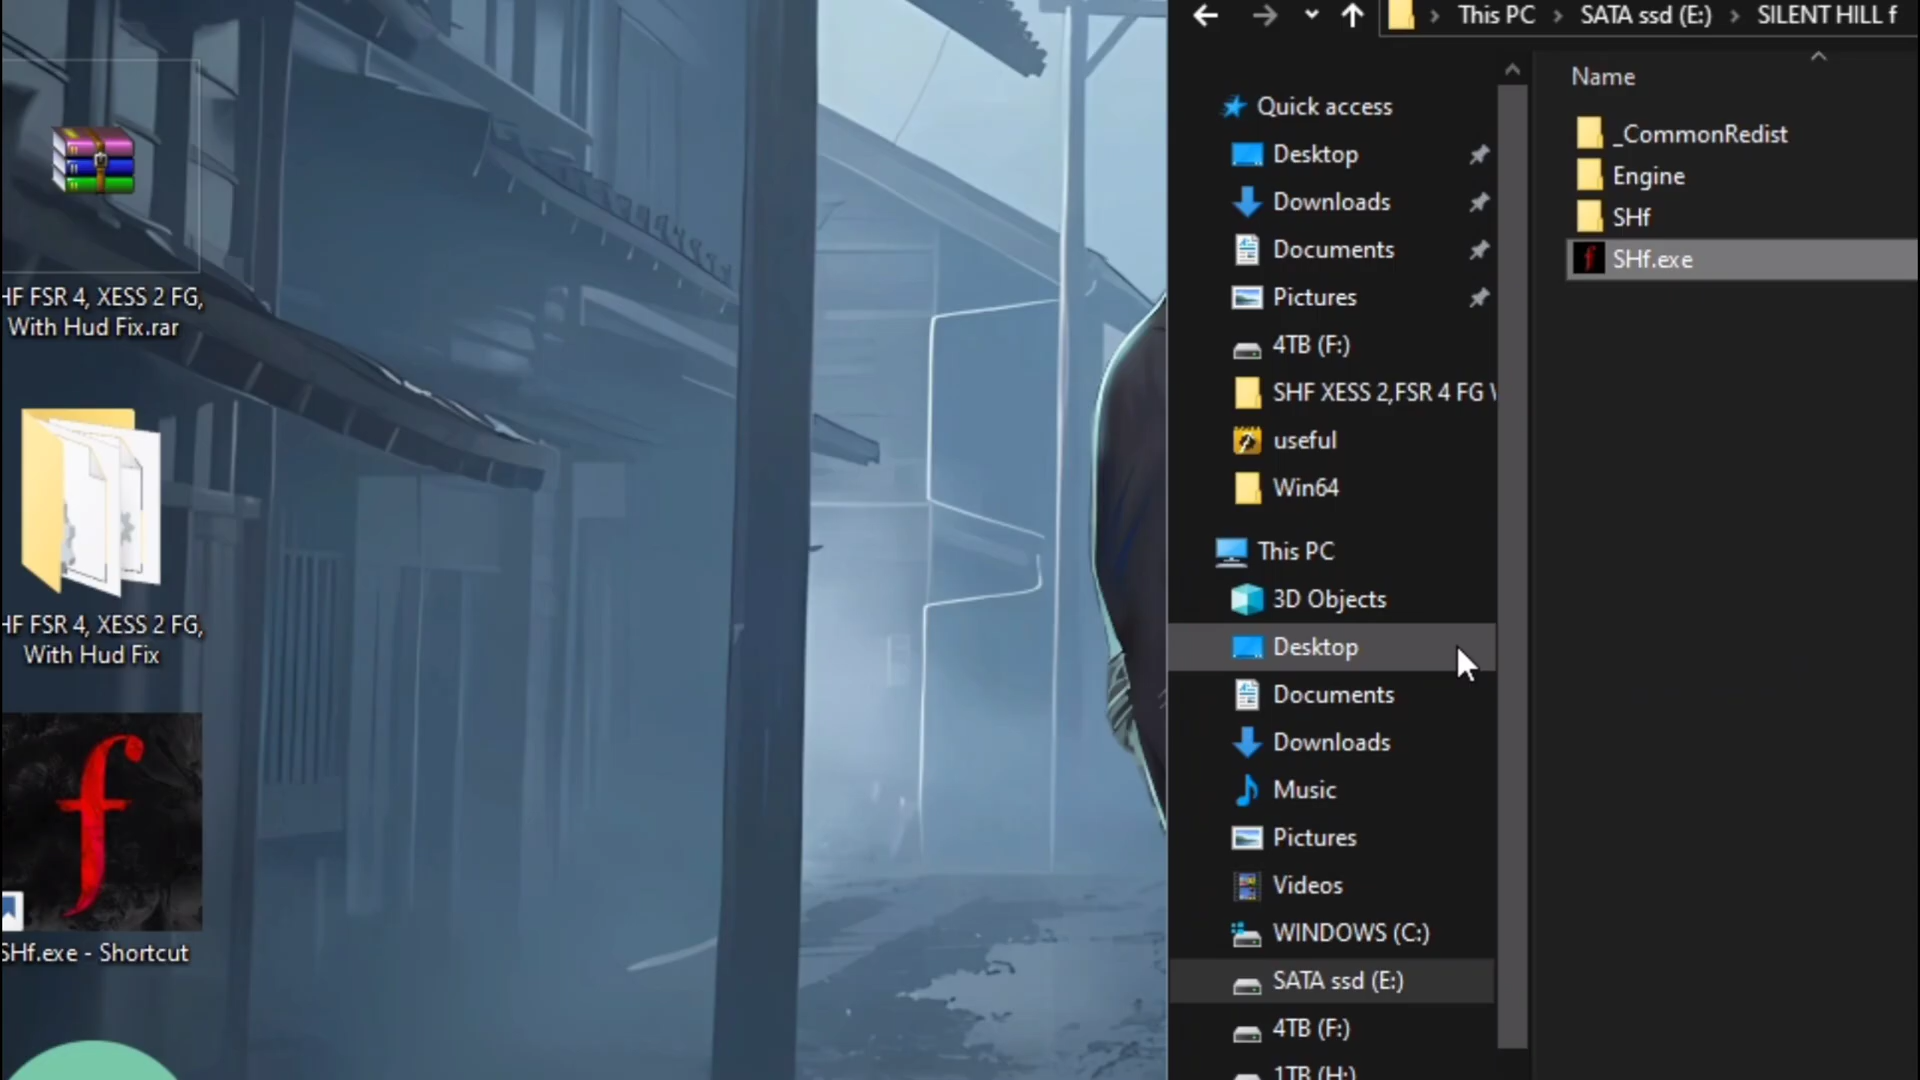 HF FSR 4, XESS 2 FG,
With Hud Fix.rar
HF FSR 4, XESS 2 FG,
With Hud Fix
SHf.exe - Shortcut
This PC > SATA ssd (E:) > SILENT HILL f
Quick access
Desktop
Downloads
Documents
Pictures
4TB (F:)
SHF XESS 2,FSR 4 FG
useful
Win64
This PC
3D Objects
Desktop
Documents
Downloads
Music
Pictures
Videos
WINDOWS (C:)
SATA ssd (E:)
4TB (F:)
1TB (H:)
Name
_CommonRedist
Engine
SHf
SHf.exe